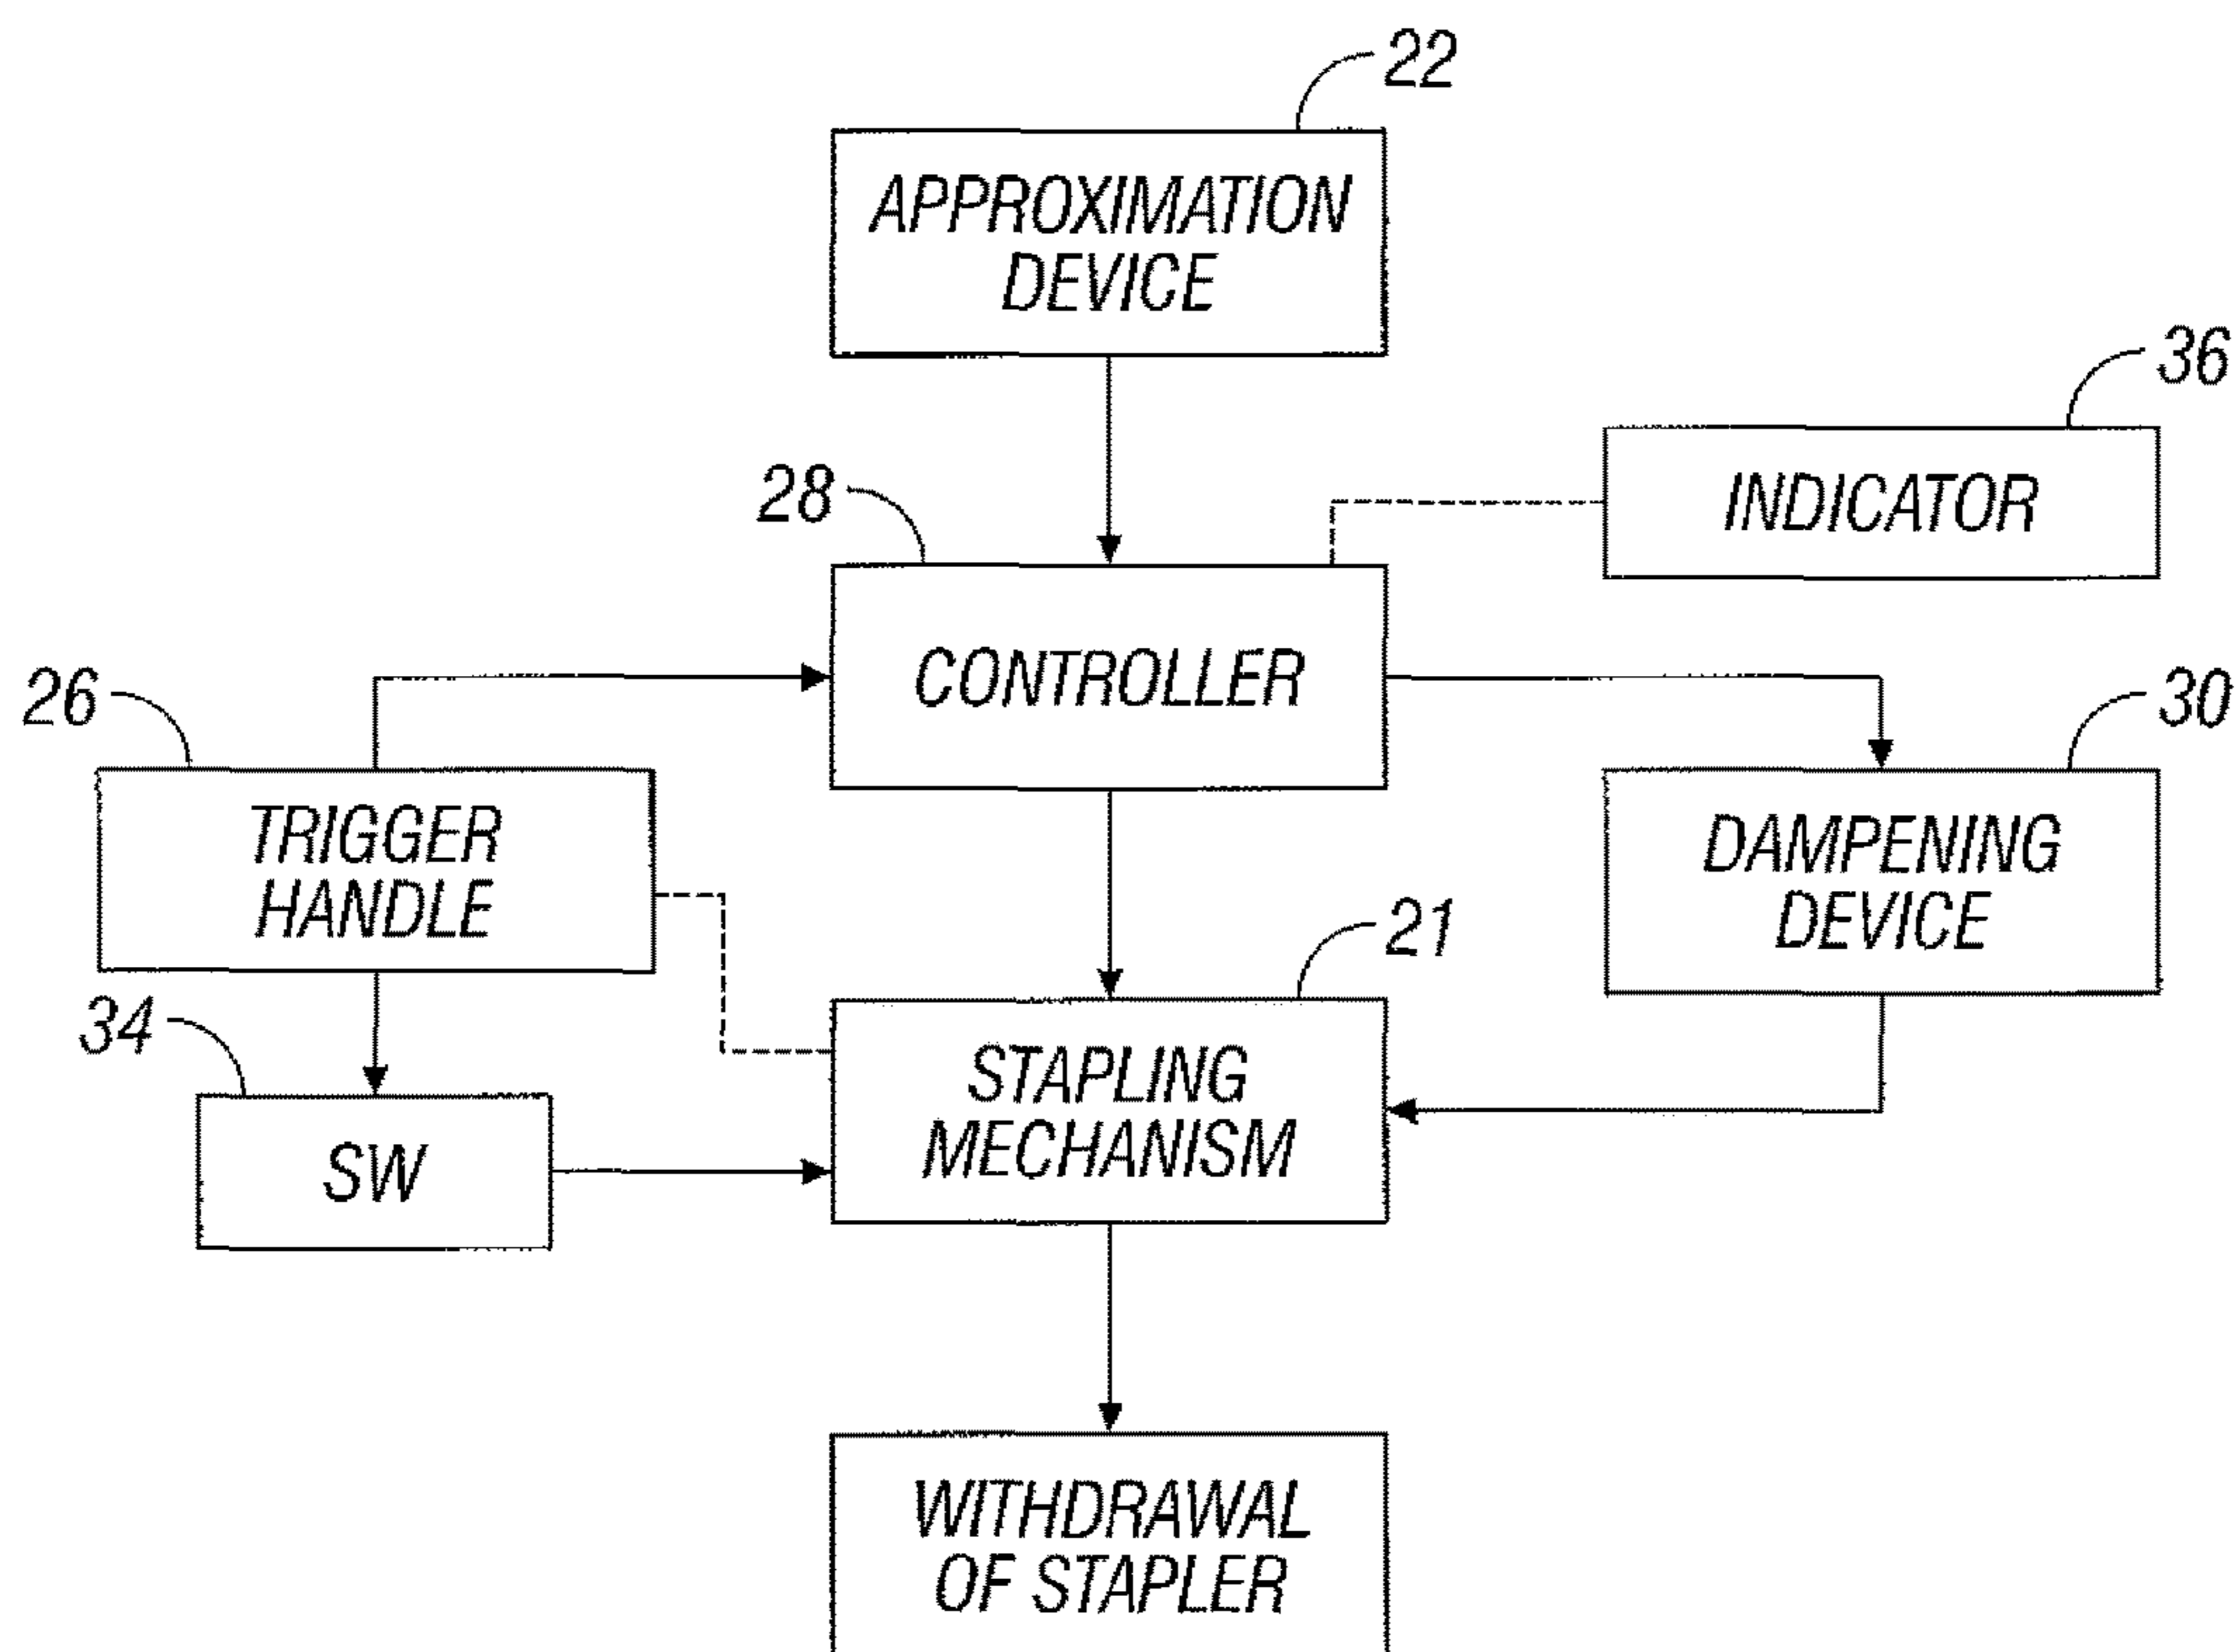 22
APPROXIMATION
DEVICE
36
INDICATOR
28
CONTROLLER
26
TRIGGER
HANDLE
30
DAMPENING
DEVICE
21
STAPLING
MECHANISM
34
SW
WITHDRAWAL
OF STAPLER